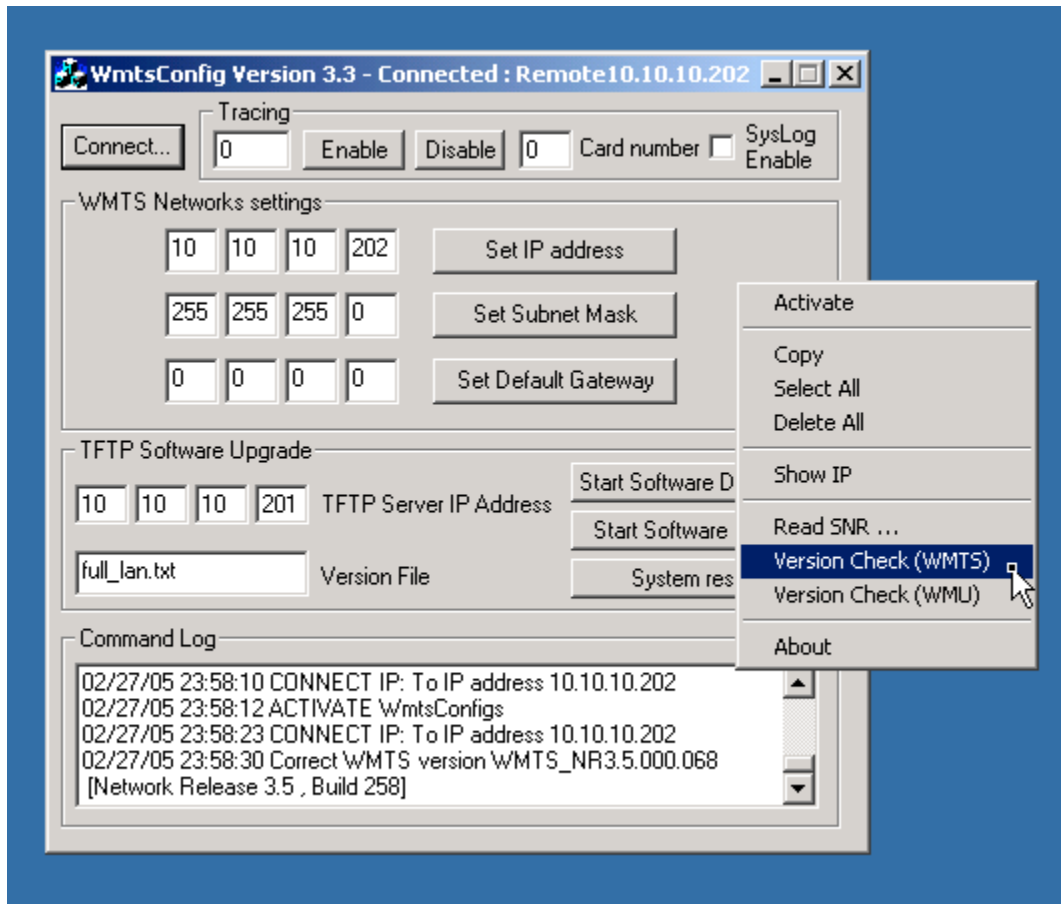 WmtsConfig Version 3.3 - Connected : Remote10.10.10.202
Tracing
Connect... 0 Enable Disable 0 Card number SysLog Enable
WMTS Networks settings
10 10 10 202 Set IP address
255 255 255 0 Set Subnet Mask
0 0 0 0 Set Default Gateway
TFTP Software Upgrade
10 10 10 201 TFTP Server IP Address
Start Software D
Start Software
full_lan.txt Version File System res
Command Log
02/27/05 23:58:10 CONNECT IP: To IP address 10.10.10.202
02/27/05 23:58:12 ACTIVATE WmtsConfigs
02/27/05 23:58:23 CONNECT IP: To IP address 10.10.10.202
02/27/05 23:58:30 Correct WMTS version WMTS_NR3.5.000.068
[Network Release 3.5 , Build 258]
Activate
Copy
Select All
Delete All
Show IP
Read SNR ...
Version Check (WMTS)
Version Check (WMU)
About